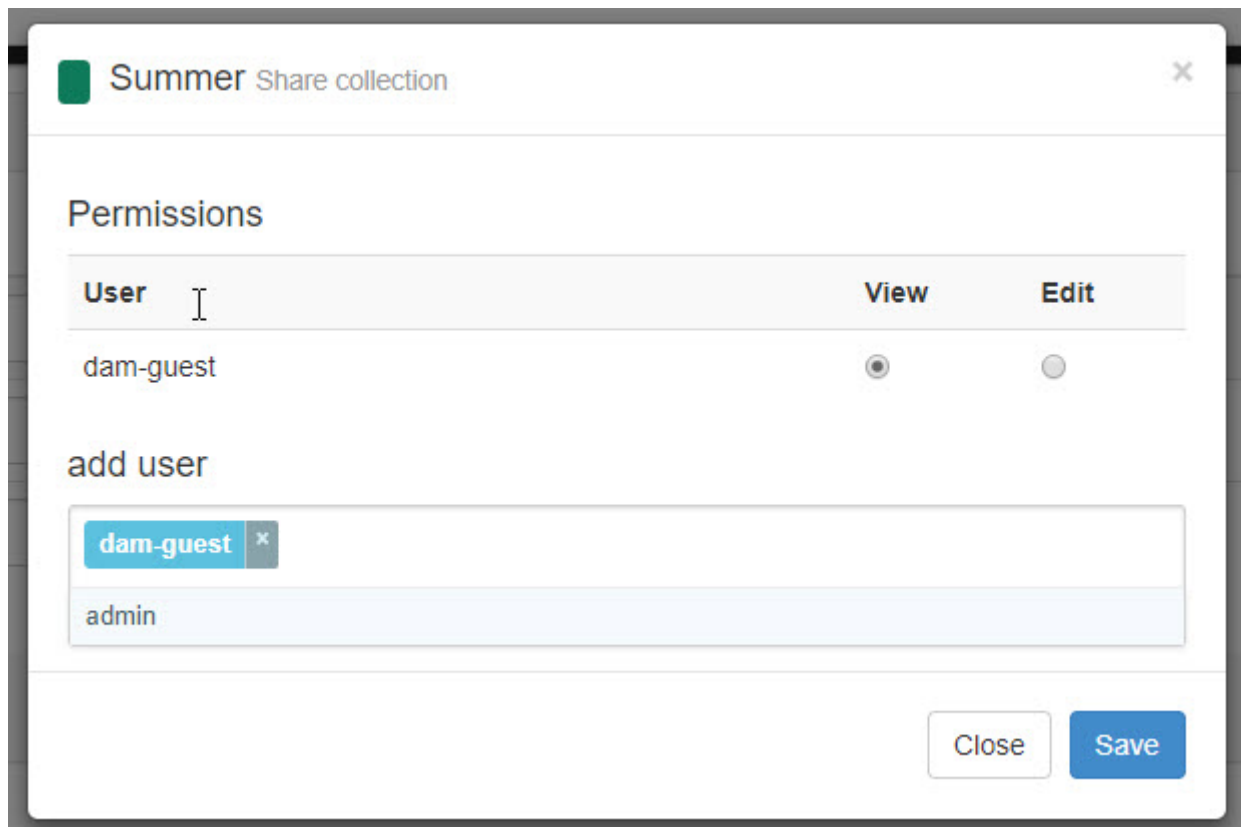 Summer Share collection ×
Permissions
User View Edit
dam-guest
add user
dam-guest ×
admin
Close Save